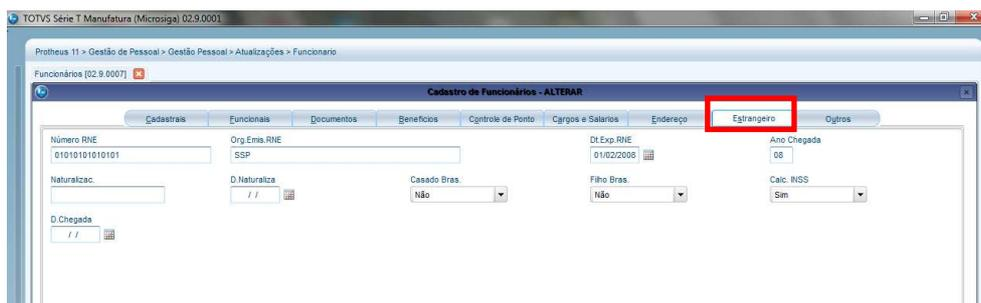 TOTVS Série T Manufatura (Microsiga) 02.9.0001
Protheus 11 > Gestão de Pessoal > Gestão Pessoal > Atualizações > Funcionario
Funcionários [02.9.0007]
Cadastro de Funcionários - ALTERAR
Cadastrais Funcionais Documentos Benefícios Controle de Ponto Cargos e Salarios Endereço Estrangeiro Outros
Número RNE Org.Emis.RNE Dt.Exp.RNE Ano Chegada
01010101010101 SSP 01/02/2008 08
Naturalizac. D.Naturaliza Casado Bras. Filho Bras. Calc. INSS
/ / Não Não Sim
D.Chegada
/ /